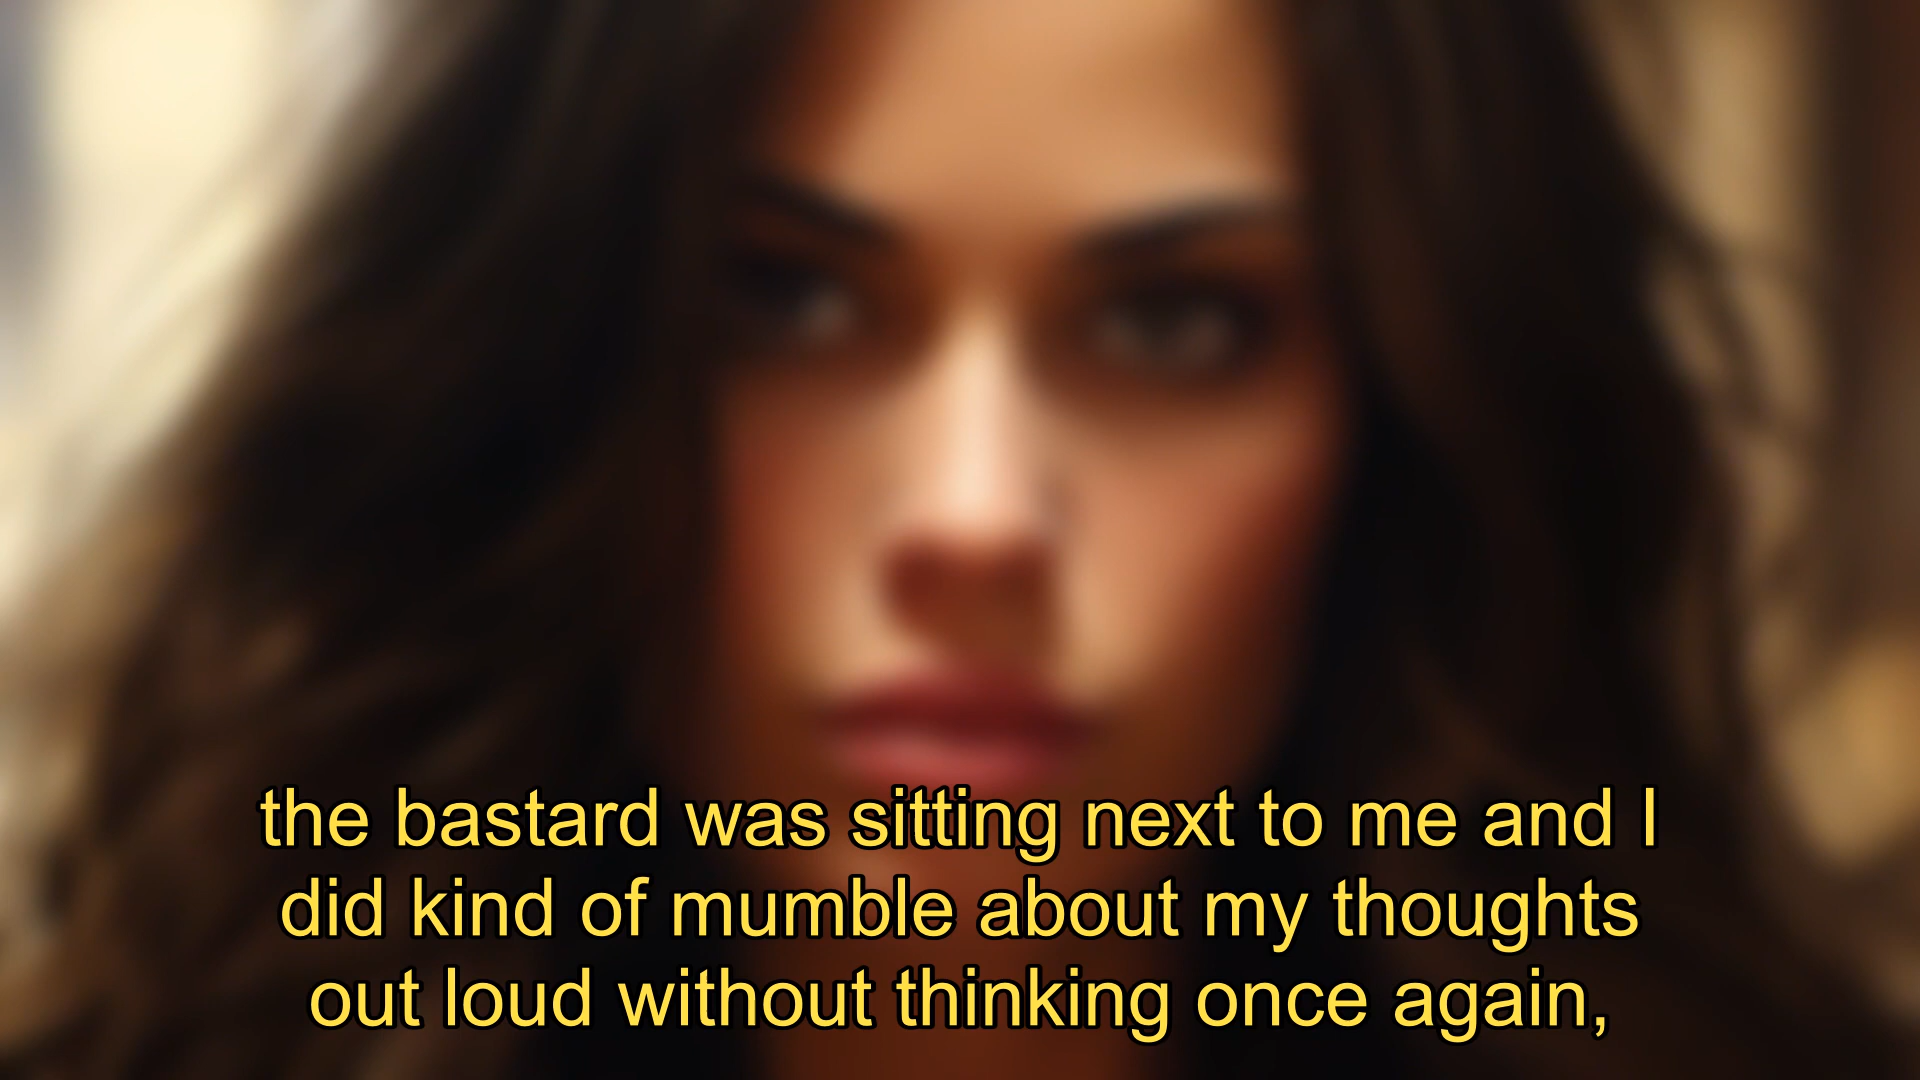 the bastard was sitting next to me and I
did kind of mumble about my thoughts
out loud without thinking once again,